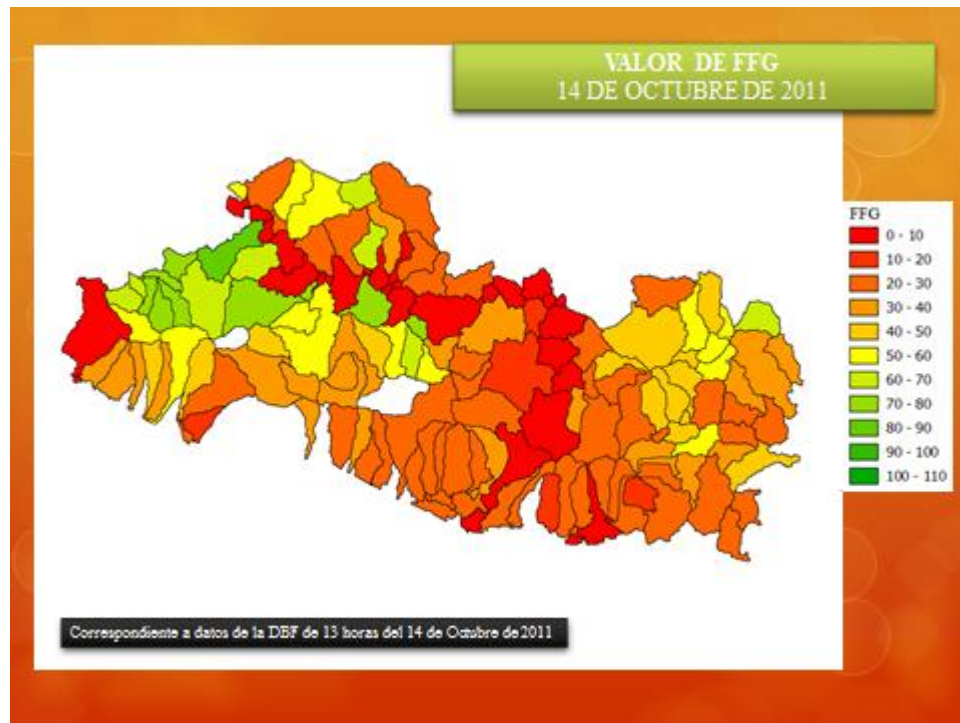 VALOR DE FFG
14 DE OCTUBRE DE 2011
FFG
0 - 10
10 - 20
20 - 30
30 - 40
40 - 50
50 - 60
60 - 70
70 - 80
80 - 90
90 - 100
100 - 110
Correspondiente a datos de la DBF de 13 horas del 14 de Octubre de 2011